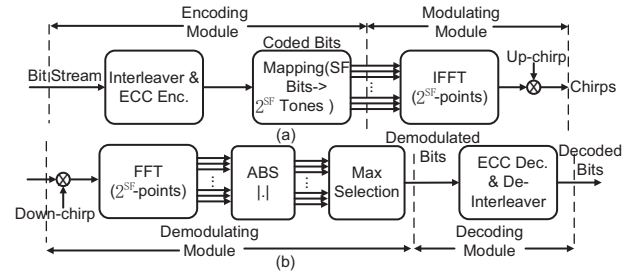 Encoding
Module
Modulating
Module
Bit Stream
Interleaver &
ECC Enc.
Coded Bits
Mapping(SF
Bits->
2^SF Tones )
IFFT
(2^SF-points)
Up-chirp
Chirps
(a)
Down-chirp
FFT
(2^SF-points)
ABS
|.|
Max
Selection
Demodulated
Bits
ECC Dec.
& De-
Interleaver
Decoded
Bits
Demodulating
Module
(b)
Decoding
Module